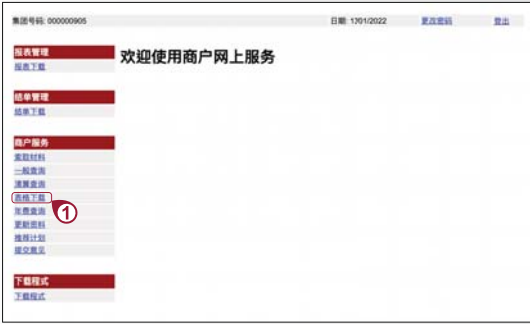 集团号码: 000000905 日期: 17/01/2022 更改密码 登出
报表管理
报表下载
欢迎使用商户网上服务
结单管理
结单下载
商户服务
索取材料
一般查询
清算查询
表格下载
1
年费查询
更新资料
推荐计划
提交意见
下载程式
下载程式